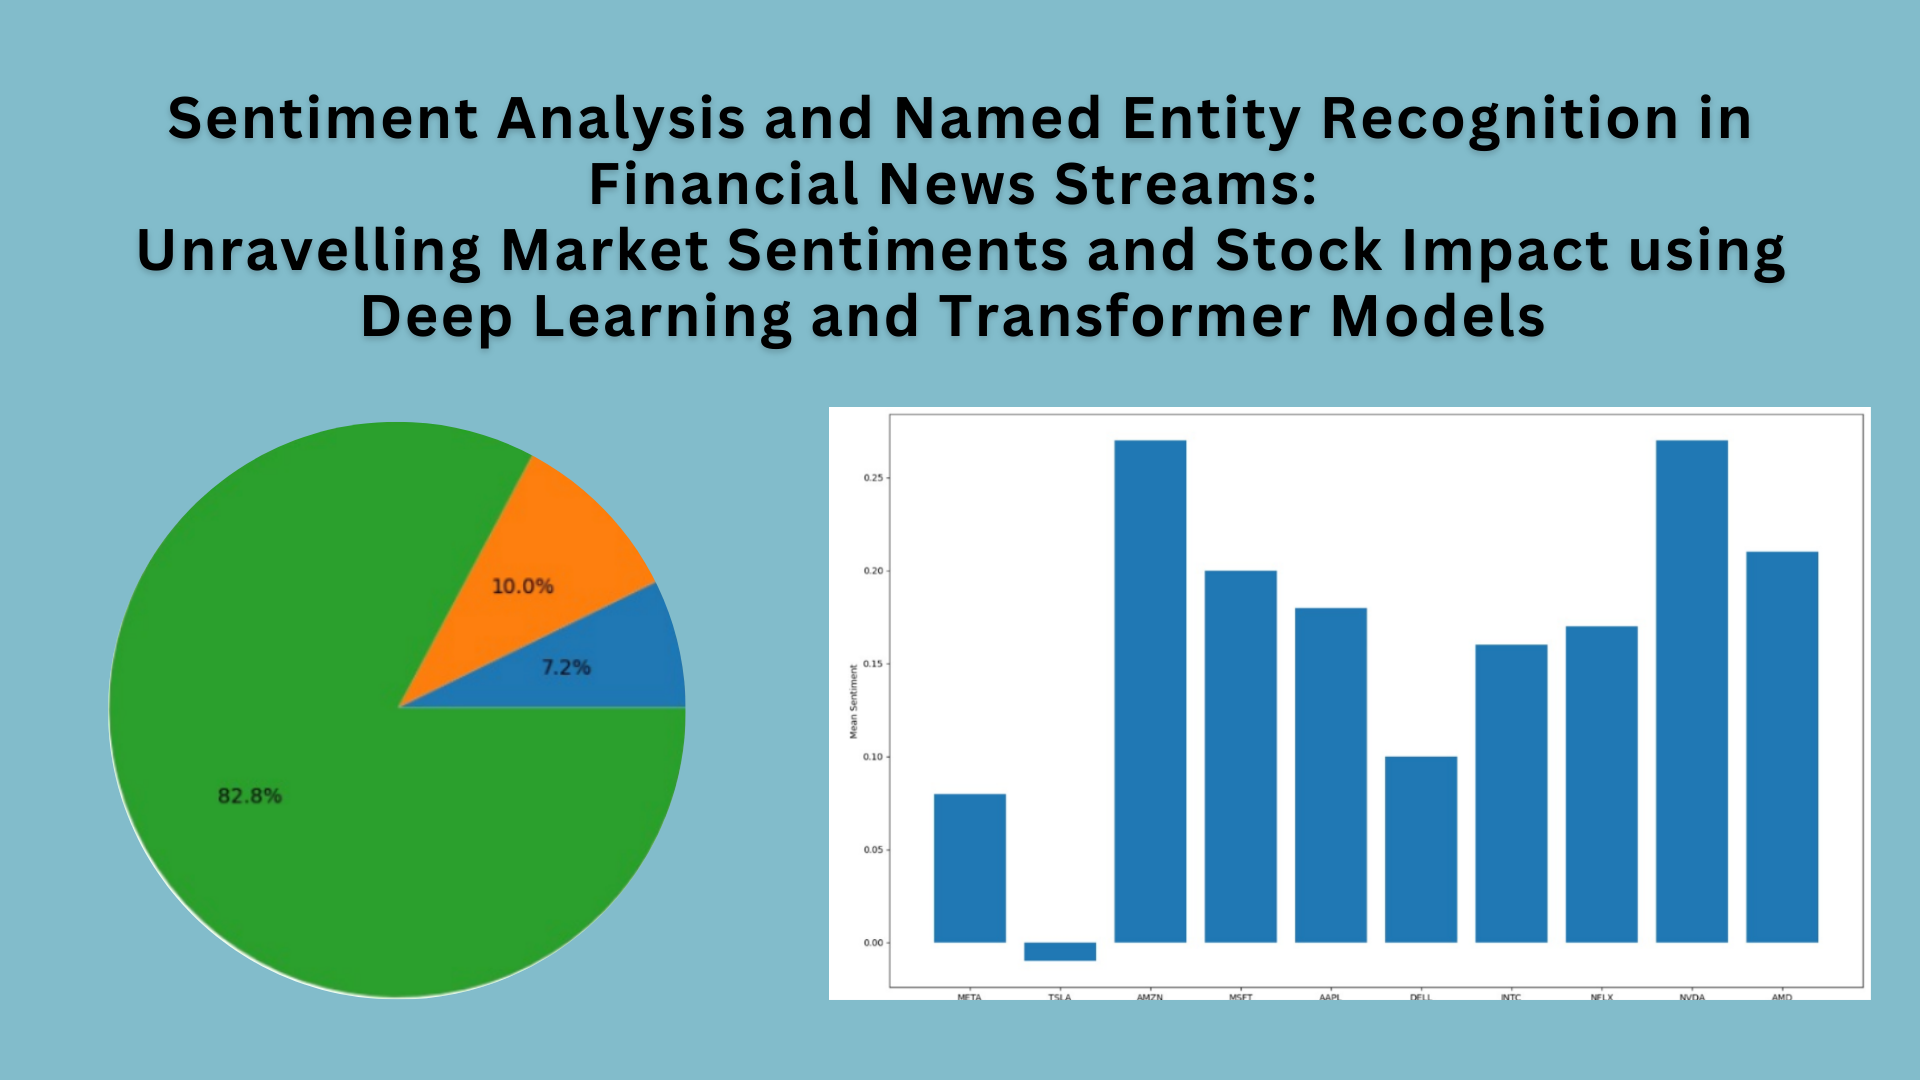 Sentiment Analysis and Named Entity Recognition in
Financial News Streams:
Unravelling Market Sentiments and Stock Impact using
Deep Learning and Transformer Models
10.0%
7.2%
82.8%
Mean Sentiment
0.25
0.20
0.15
0.10
0.05
0.00
META TSLA AMZN MSFT AAPL DELL INTC NFLX NVDA AMD